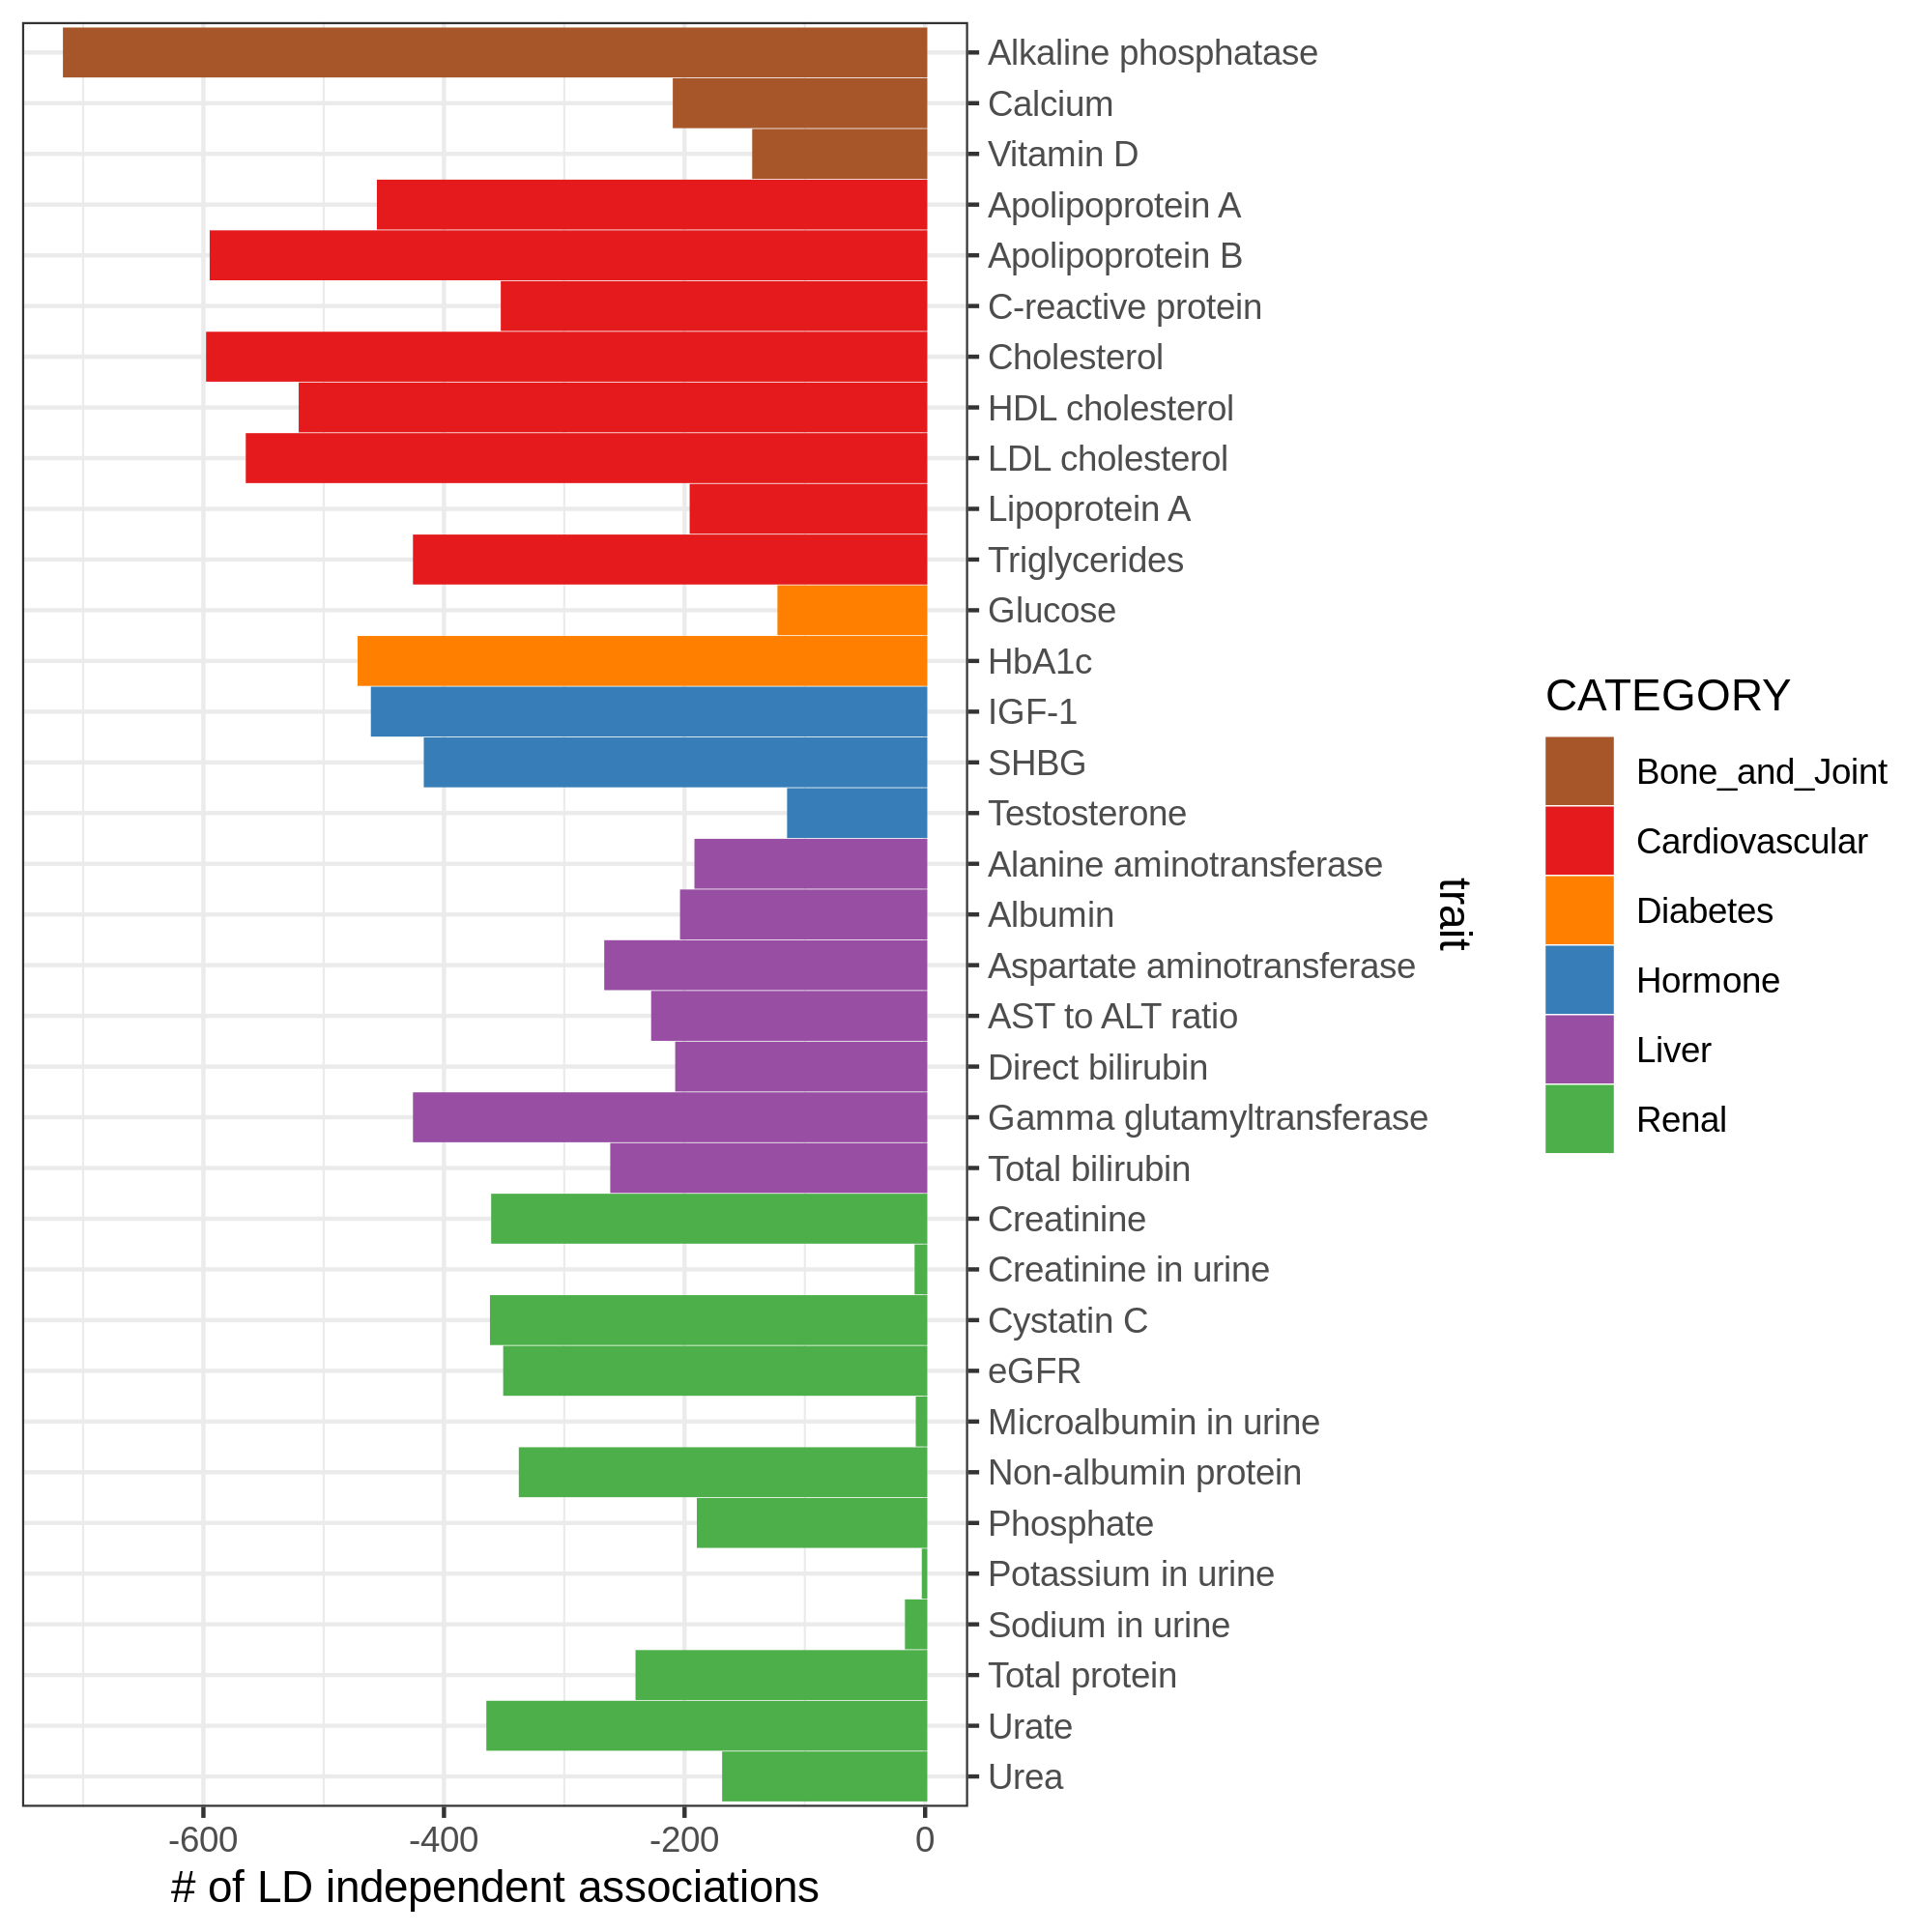 Alkaline phosphatase
Calcium
Vitamin D
Apolipoprotein A
Apolipoprotein B
C-reactive protein
Cholesterol
HDL cholesterol
LDL cholesterol
Lipoprotein A
Triglycerides
Glucose
HbA1c
IGF-1
SHBG
Testosterone
Alanine aminotransferase
Albumin
Aspartate aminotransferase
AST to ALT ratio
Direct bilirubin
Gamma glutamyltransferase
Total bilirubin
Creatinine
Creatinine in urine
Cystatin C
eGFR
Microalbumin in urine
Non-albumin protein
Phosphate
Potassium in urine
Sodium in urine
Total protein
Urate
Urea
-600 -400 -200 0
# of LD independent associations
trait
CATEGORY
Bone_and_Joint
Cardiovascular
Diabetes
Hormone
Liver
Renal